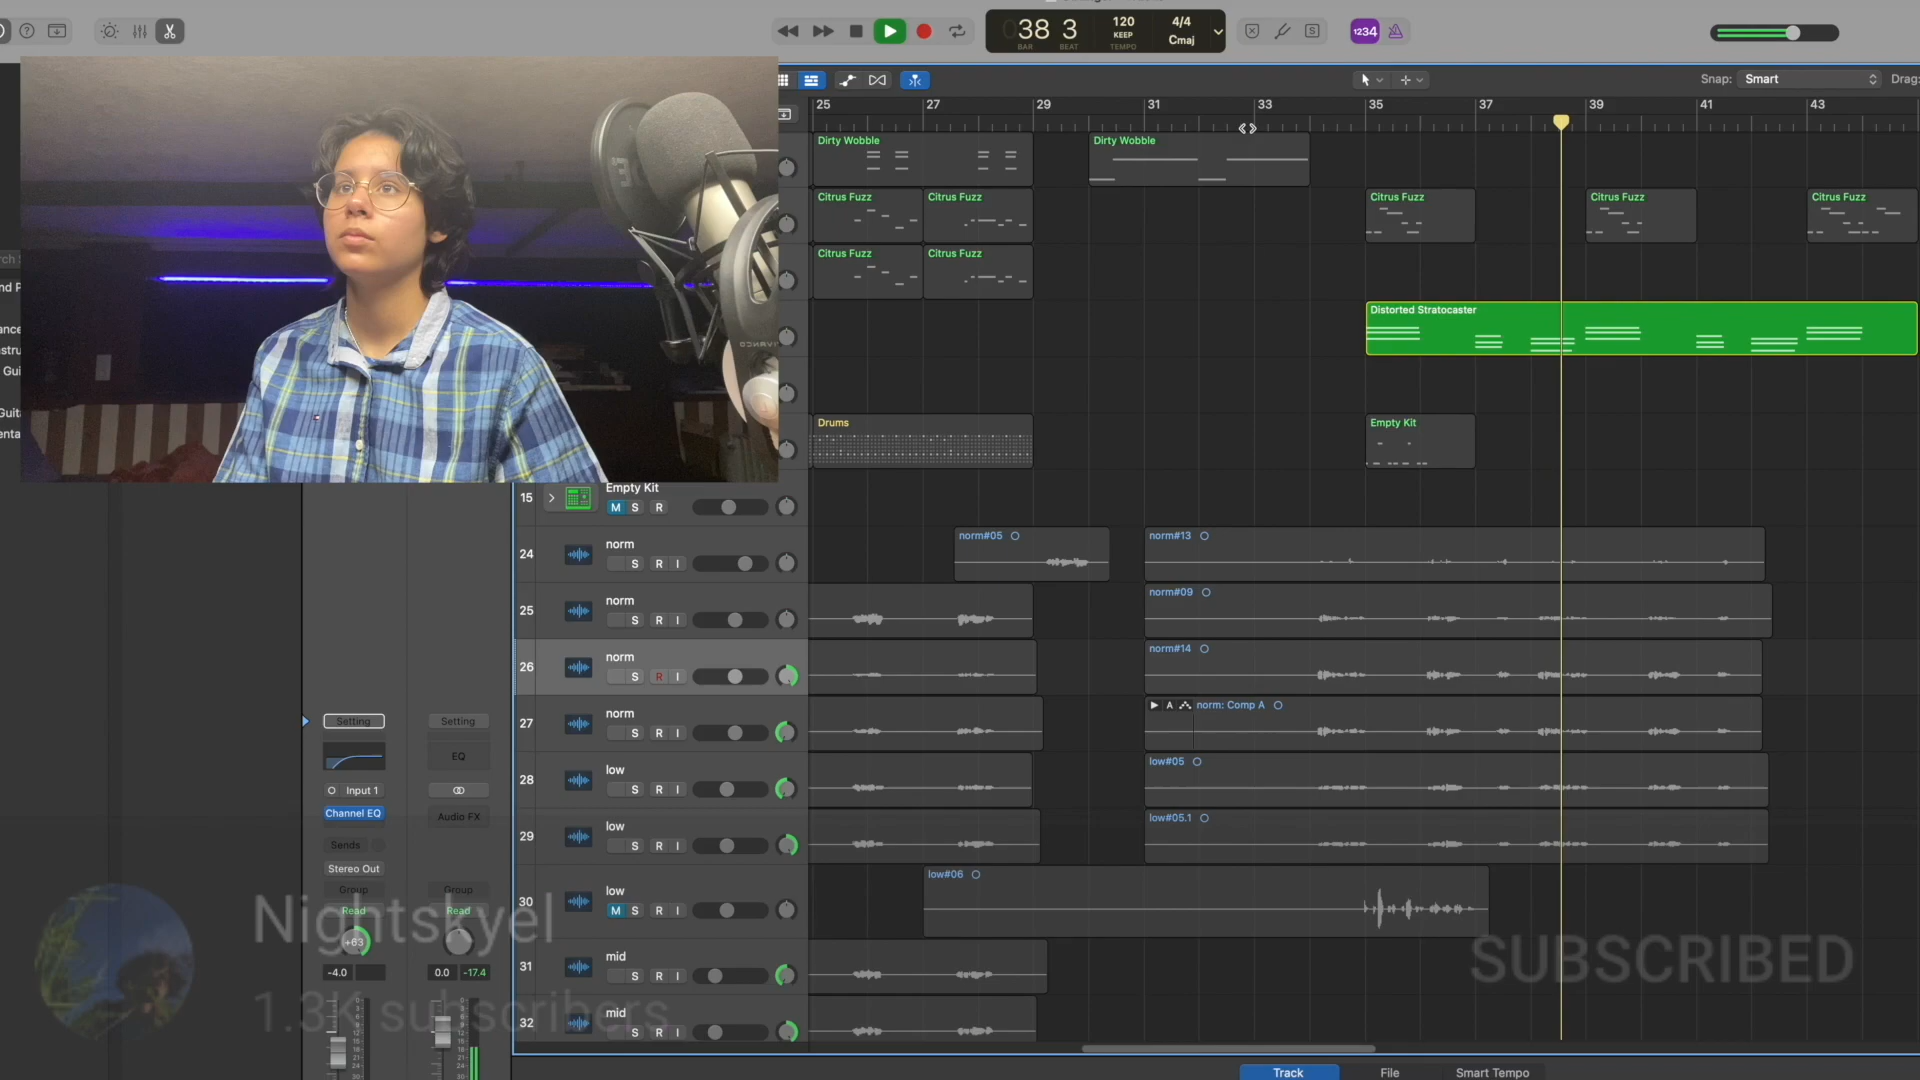 38 3
BAR BEAT
120
KEEP
TEMPO
4/4
Cmaj
1234
Snap: Smart
Drag:
25 27 29 31 33 35 37 39 41 43
Dirty Wobble
Dirty Wobble
Citrus Fuzz
Citrus Fuzz
Citrus Fuzz
Citrus Fuzz
Citrus Fuzz
Citrus Fuzz
Citrus Fuzz
Distorted Stratocaster
Drums
Empty Kit
15 Empty Kit
M S R
24 norm
S R I
norm#05
norm#13
25 norm
S R I
norm#09
26 norm
S R I
norm#14
27 norm
S R I
A norm: Comp A
28 low
S R I
low#05
29 low
S R I
low#05.1
30 low
M S R I
low#06
31 mid
S R I
32 mid
S R I
Setting
Setting
EQ
Input 1
Channel EQ
Audio FX
Sends
Stereo Out
Group
Group
Read
Read
+63
-4.0
0.0 -17.4
Nightskyel
1.3K subscribers
SUBSCRIBED
Track
File
Smart Tempo